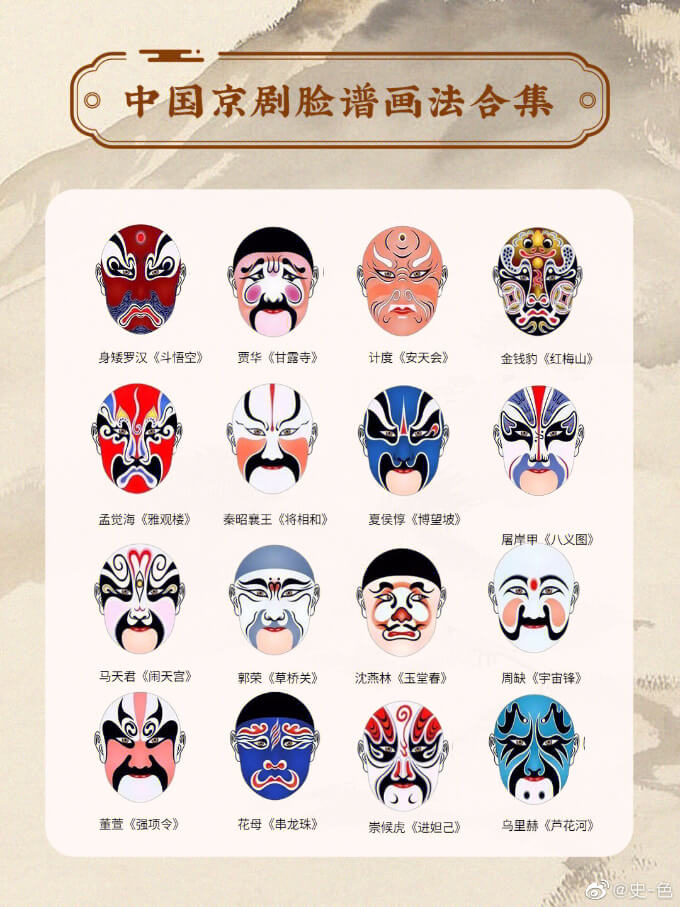 中国京剧脸谱画法合集
身矮罗汉《斗悟空》
贾华《甘露寺》
计度《安天会》
金钱豹《红梅山》
孟觉海《雅观楼》
秦昭襄王《将相和》
夏侯惇《博望坡》
屠岸甲《八义图》
马天君《闹天宫》
郭荣《草桥关》
沈燕林《玉堂春》
周缺《宇宙锋》
董萱《强项令》
花母《串龙珠》
崇候虎《进妲己》
乌里赫《芦花河》
@史-色